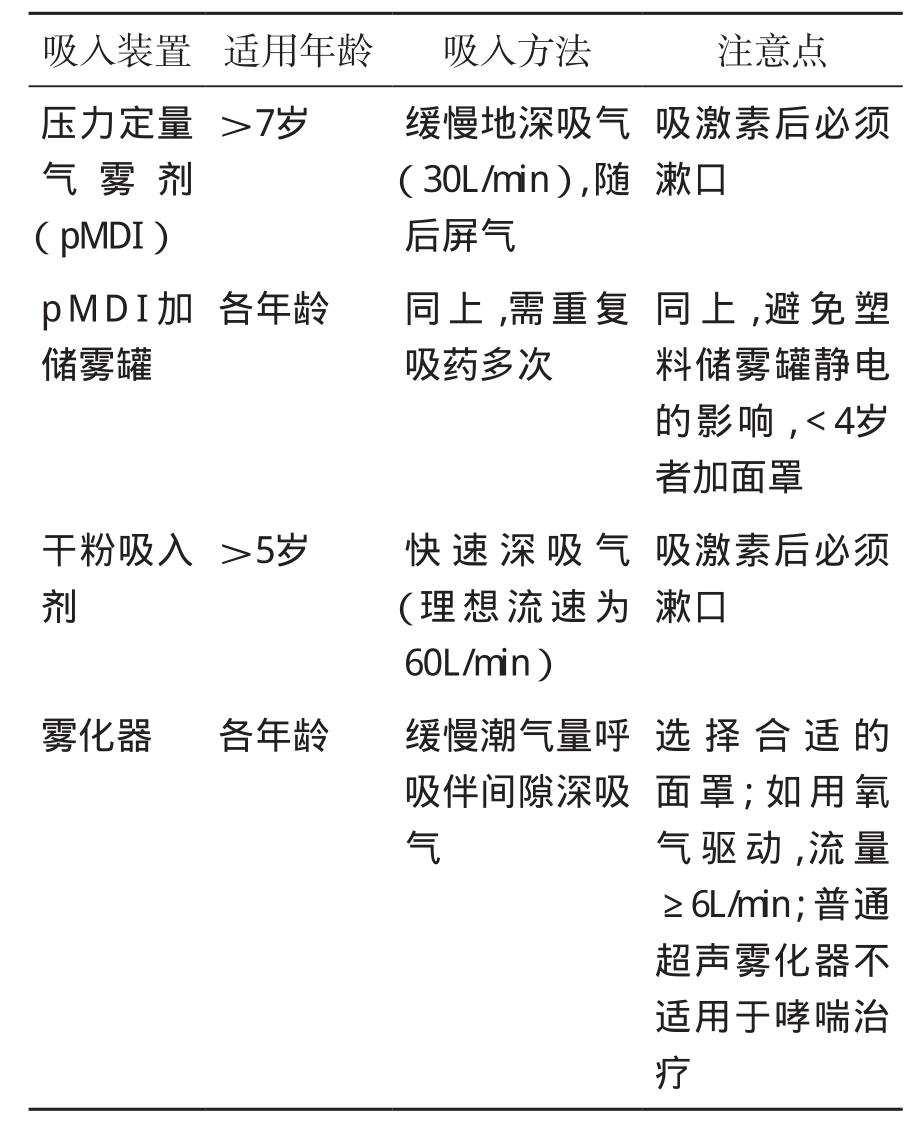 吸入装置 适用年龄 吸入方法 注意点
压力定量 >7岁 缓慢地深吸气 吸激素后必须
气雾剂 (30L/min),随 漱口
(pMDI) 后屏气
pMDI加 各年龄 同上,需重复 同上,避免塑
储雾罐 吸药多次 料储雾罐静电
的影响,<4岁
者加面罩
干粉吸入 >5岁 快速深吸气 吸激素后必须
剂 (理想流速为 漱口
60L/min)
雾化器 各年龄 缓慢潮气量呼 选择合适的
吸伴间隙深吸 面罩;如用氧
气 气驱动,流量
≥6L/min;普通
超声雾化器不
适用于哮喘治
疗